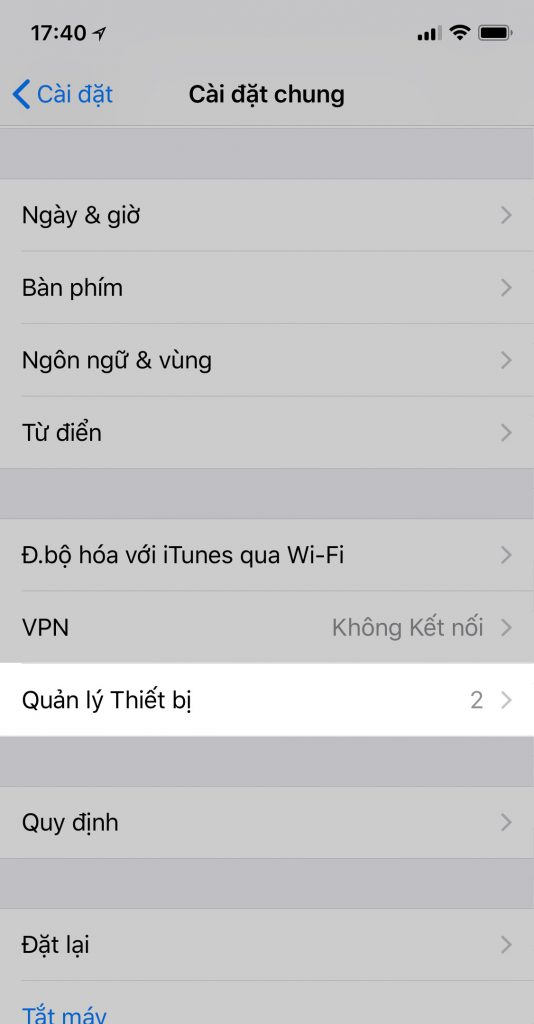 17:40
Cài đặt Cài đặt chung
Ngày & giờ
Bàn phím
Ngôn ngữ & vùng
Từ điển
Đ.bộ hóa với iTunes qua Wi-Fi
VPN Không Kết nối
Quản lý Thiết bị 2
Quy định
Đặt lại
Tắt máy